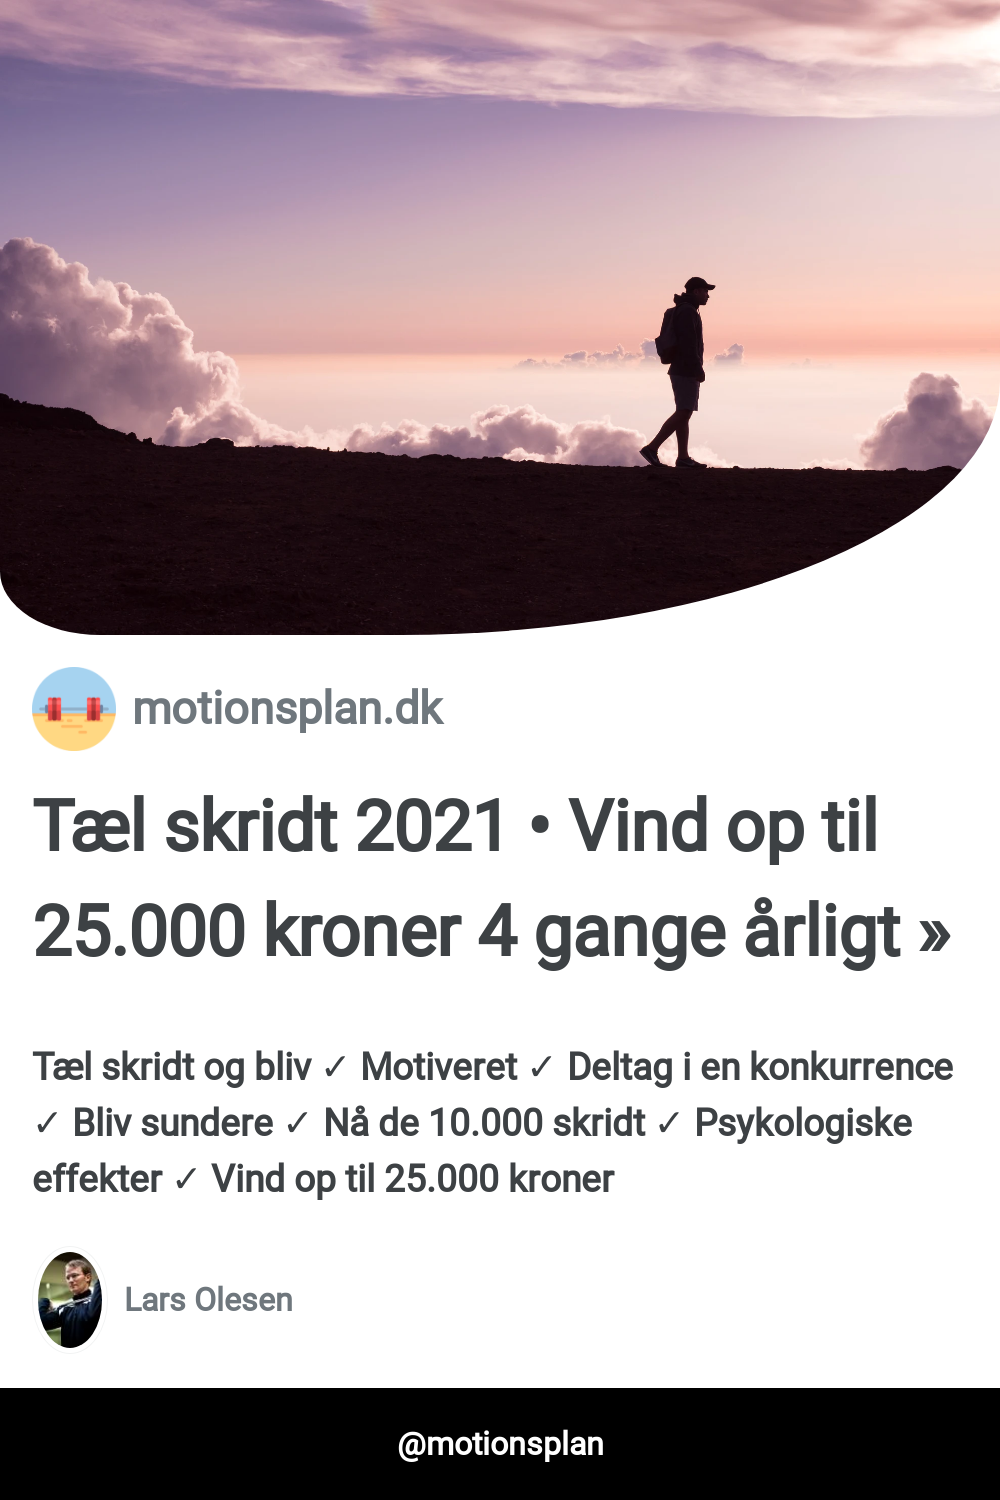 motionsplan.dk
Tæl skridt 2021 • Vind op til
25.000 kroner 4 gange årligt »
Tæl skridt og bliv ✓ Motiveret ✓ Deltag i en konkurrence
✓ Bliv sundere ✓ Nå de 10.000 skridt ✓ Psykologiske
effekter ✓ Vind op til 25.000 kroner
Lars Olesen
@motionsplan